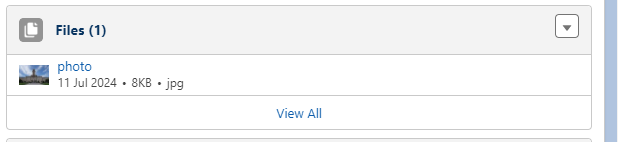 Files (1)
photo
11 Jul 2024 • 8KB • jpg
View All